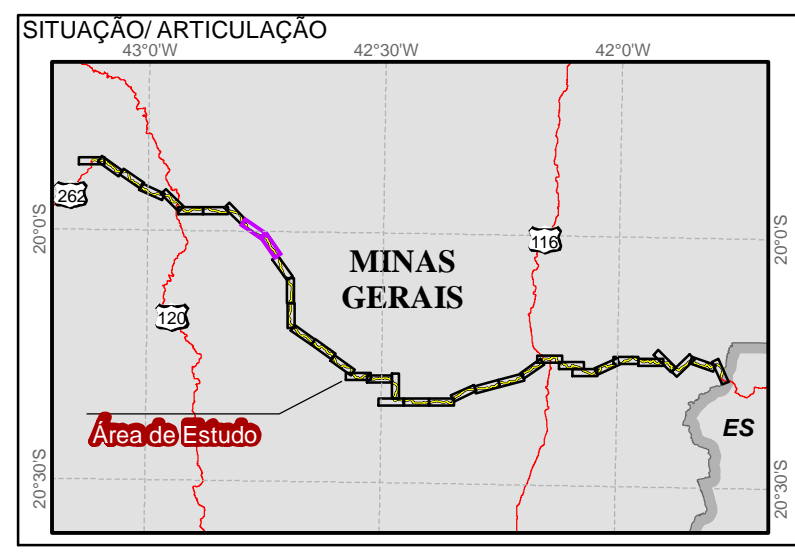 SITUAÇÃO/ ARTICULAÇÃO
43°0'W
42°30'W
42°0'W
262
20°0'S
116
20°0'S
MINAS
GERAIS
120
Área de Estudo
ES
20°30'S
20°30'S